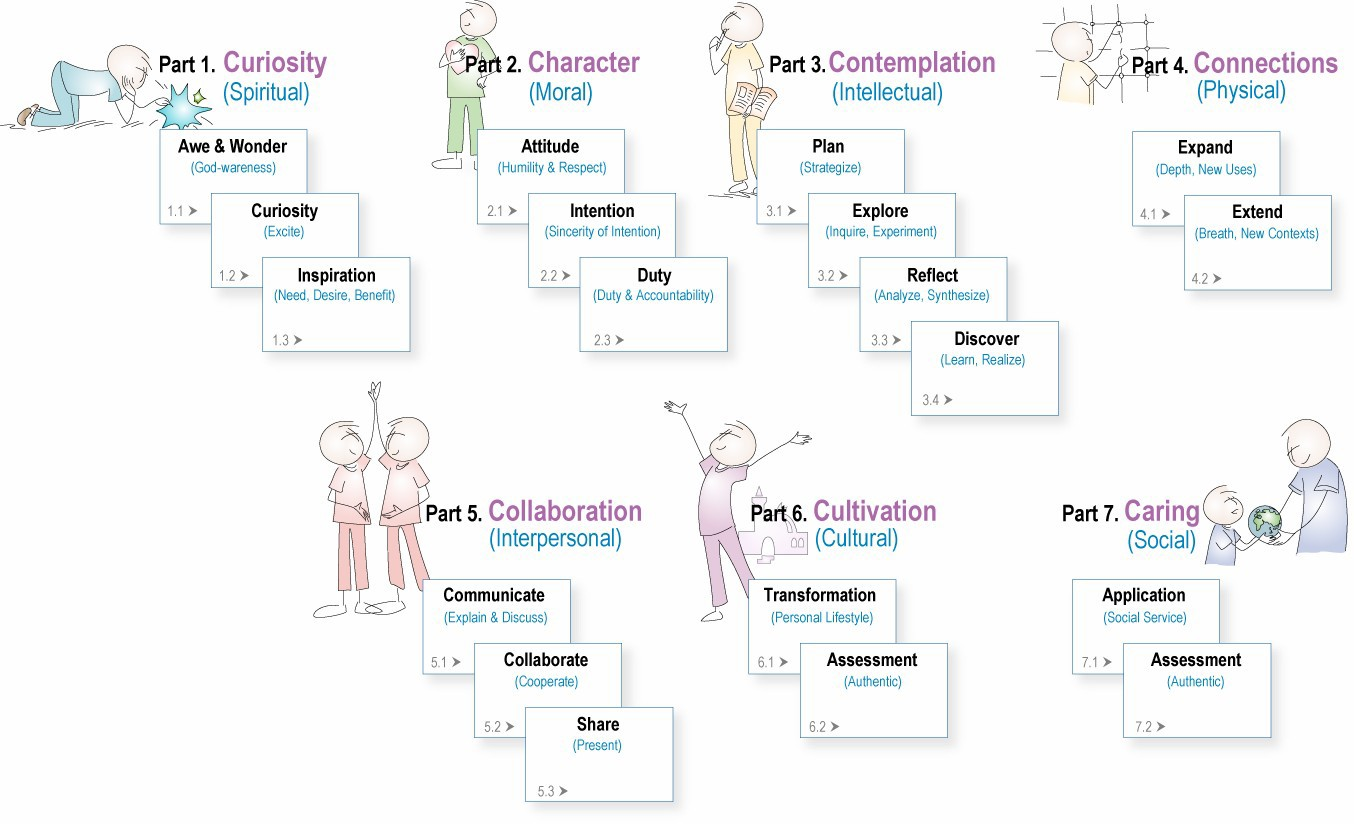 Part 1. Curiosity
(Spiritual)
Awe & Wonder
(God-wareness)
1.1 ➤
Curiosity
(Excite)
1.2 ➤
Inspiration
(Need, Desire, Benefit)
1.3 ➤
Part 2. Character
(Moral)
Attitude
(Humility & Respect)
2.1 ➤
Intention
(Sincerity of Intention)
2.2 ➤
Duty
(Duty & Accountability)
2.3 ➤
Part 3. Contemplation
(Intellectual)
Plan
(Strategize)
3.1 ➤
Explore
(Inquire, Experiment)
3.2 ➤
Reflect
(Analyze, Synthesize)
3.3 ➤
Discover
(Learn, Realize)
3.4 ➤
Part 4. Connections
(Physical)
Expand
(Depth, New Uses)
4.1 ➤
Extend
(Breath, New Contexts)
4.2 ➤
Part 5. Collaboration
(Interpersonal)
Communicate
(Explain & Discuss)
5.1 ➤
Collaborate
(Cooperate)
5.2 ➤
Share
(Present)
5.3 ➤
Part 6. Cultivation
(Cultural)
Transformation
(Personal Lifestyle)
6.1 ➤
Assessment
(Authentic)
6.2 ➤
Part 7. Caring
(Social)
Application
(Social Service)
7.1 ➤
Assessment
(Authentic)
7.2 ➤